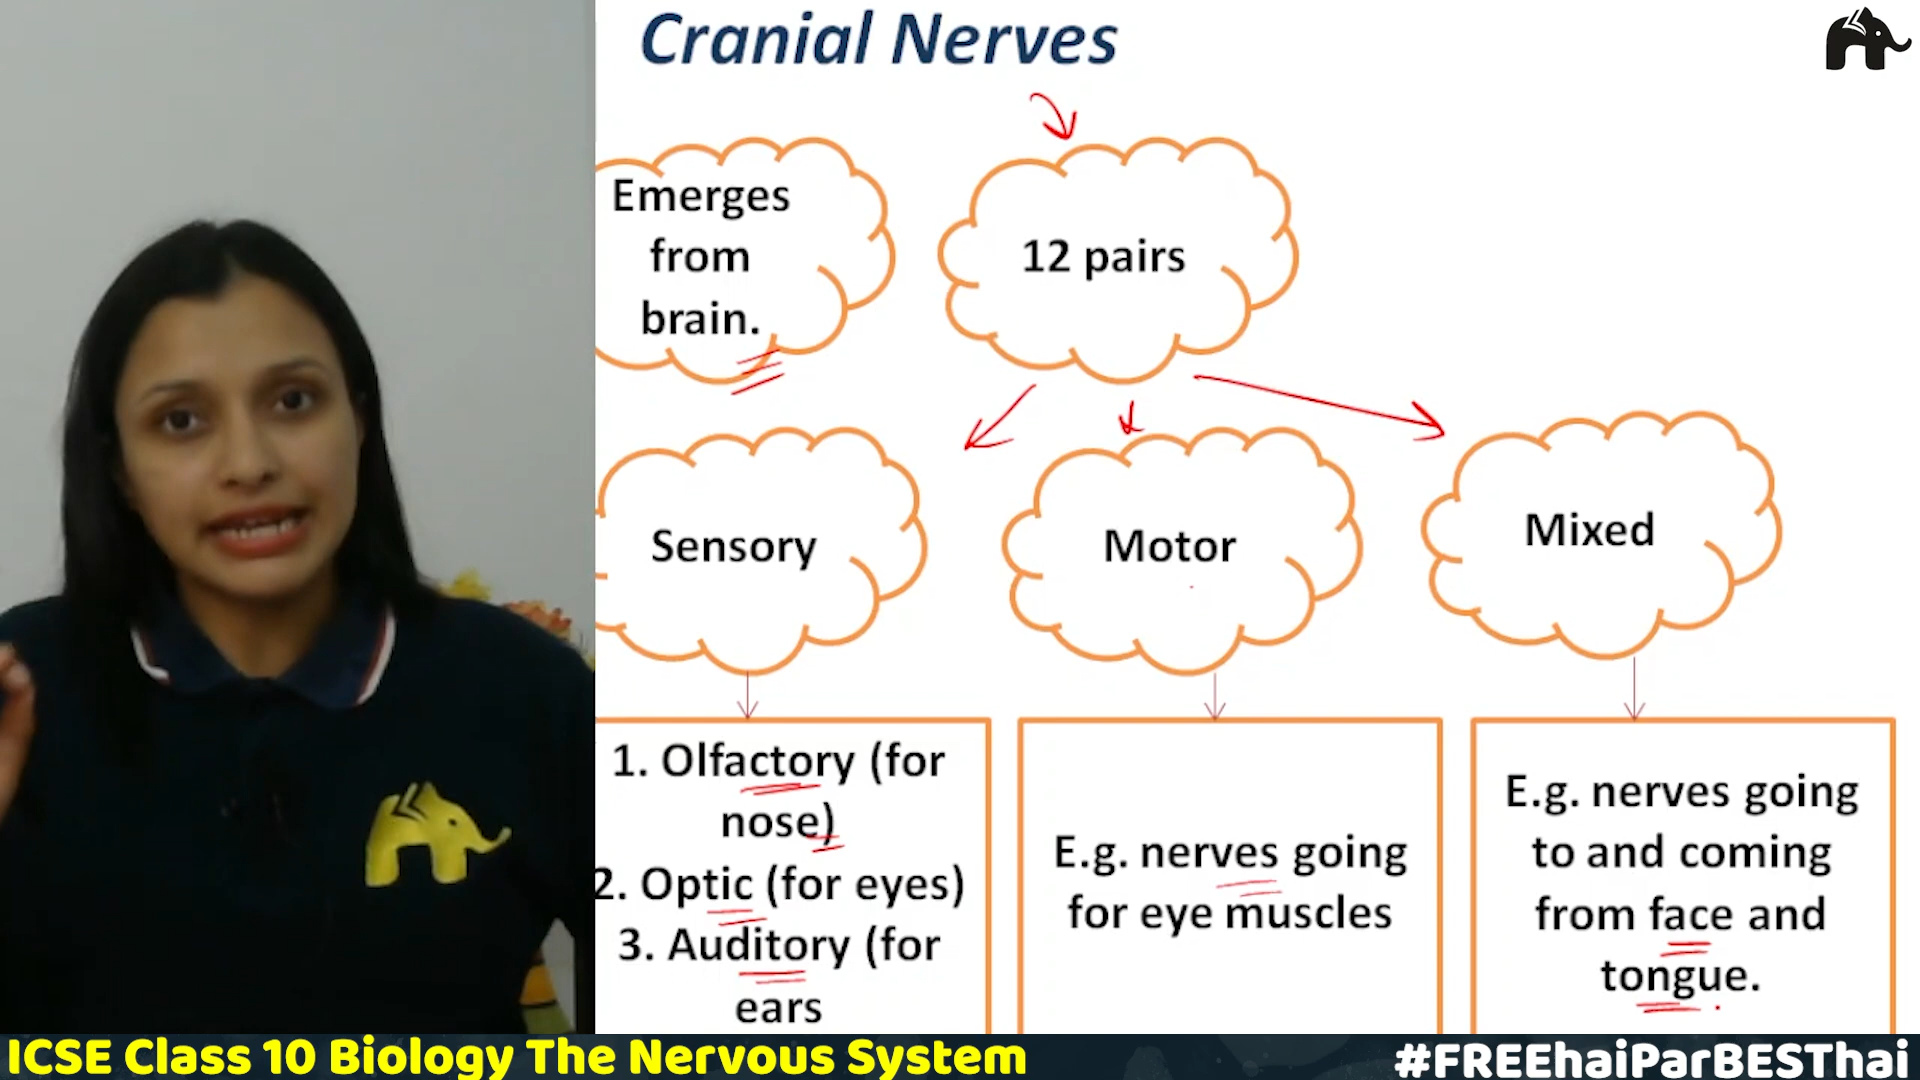 Cranial Nerves
Emerges
from
brain.
12 pairs
Sensory
Motor
Mixed
1. Olfactory (for
nose)
2. Optic (for eyes)
3. Auditory (for
ears
E.g. nerves going
for eye muscles
E.g. nerves going
to and coming
from face and
tongue.
ICSE Class 10 Biology The Nervous System
#FREEhaiParBESThai